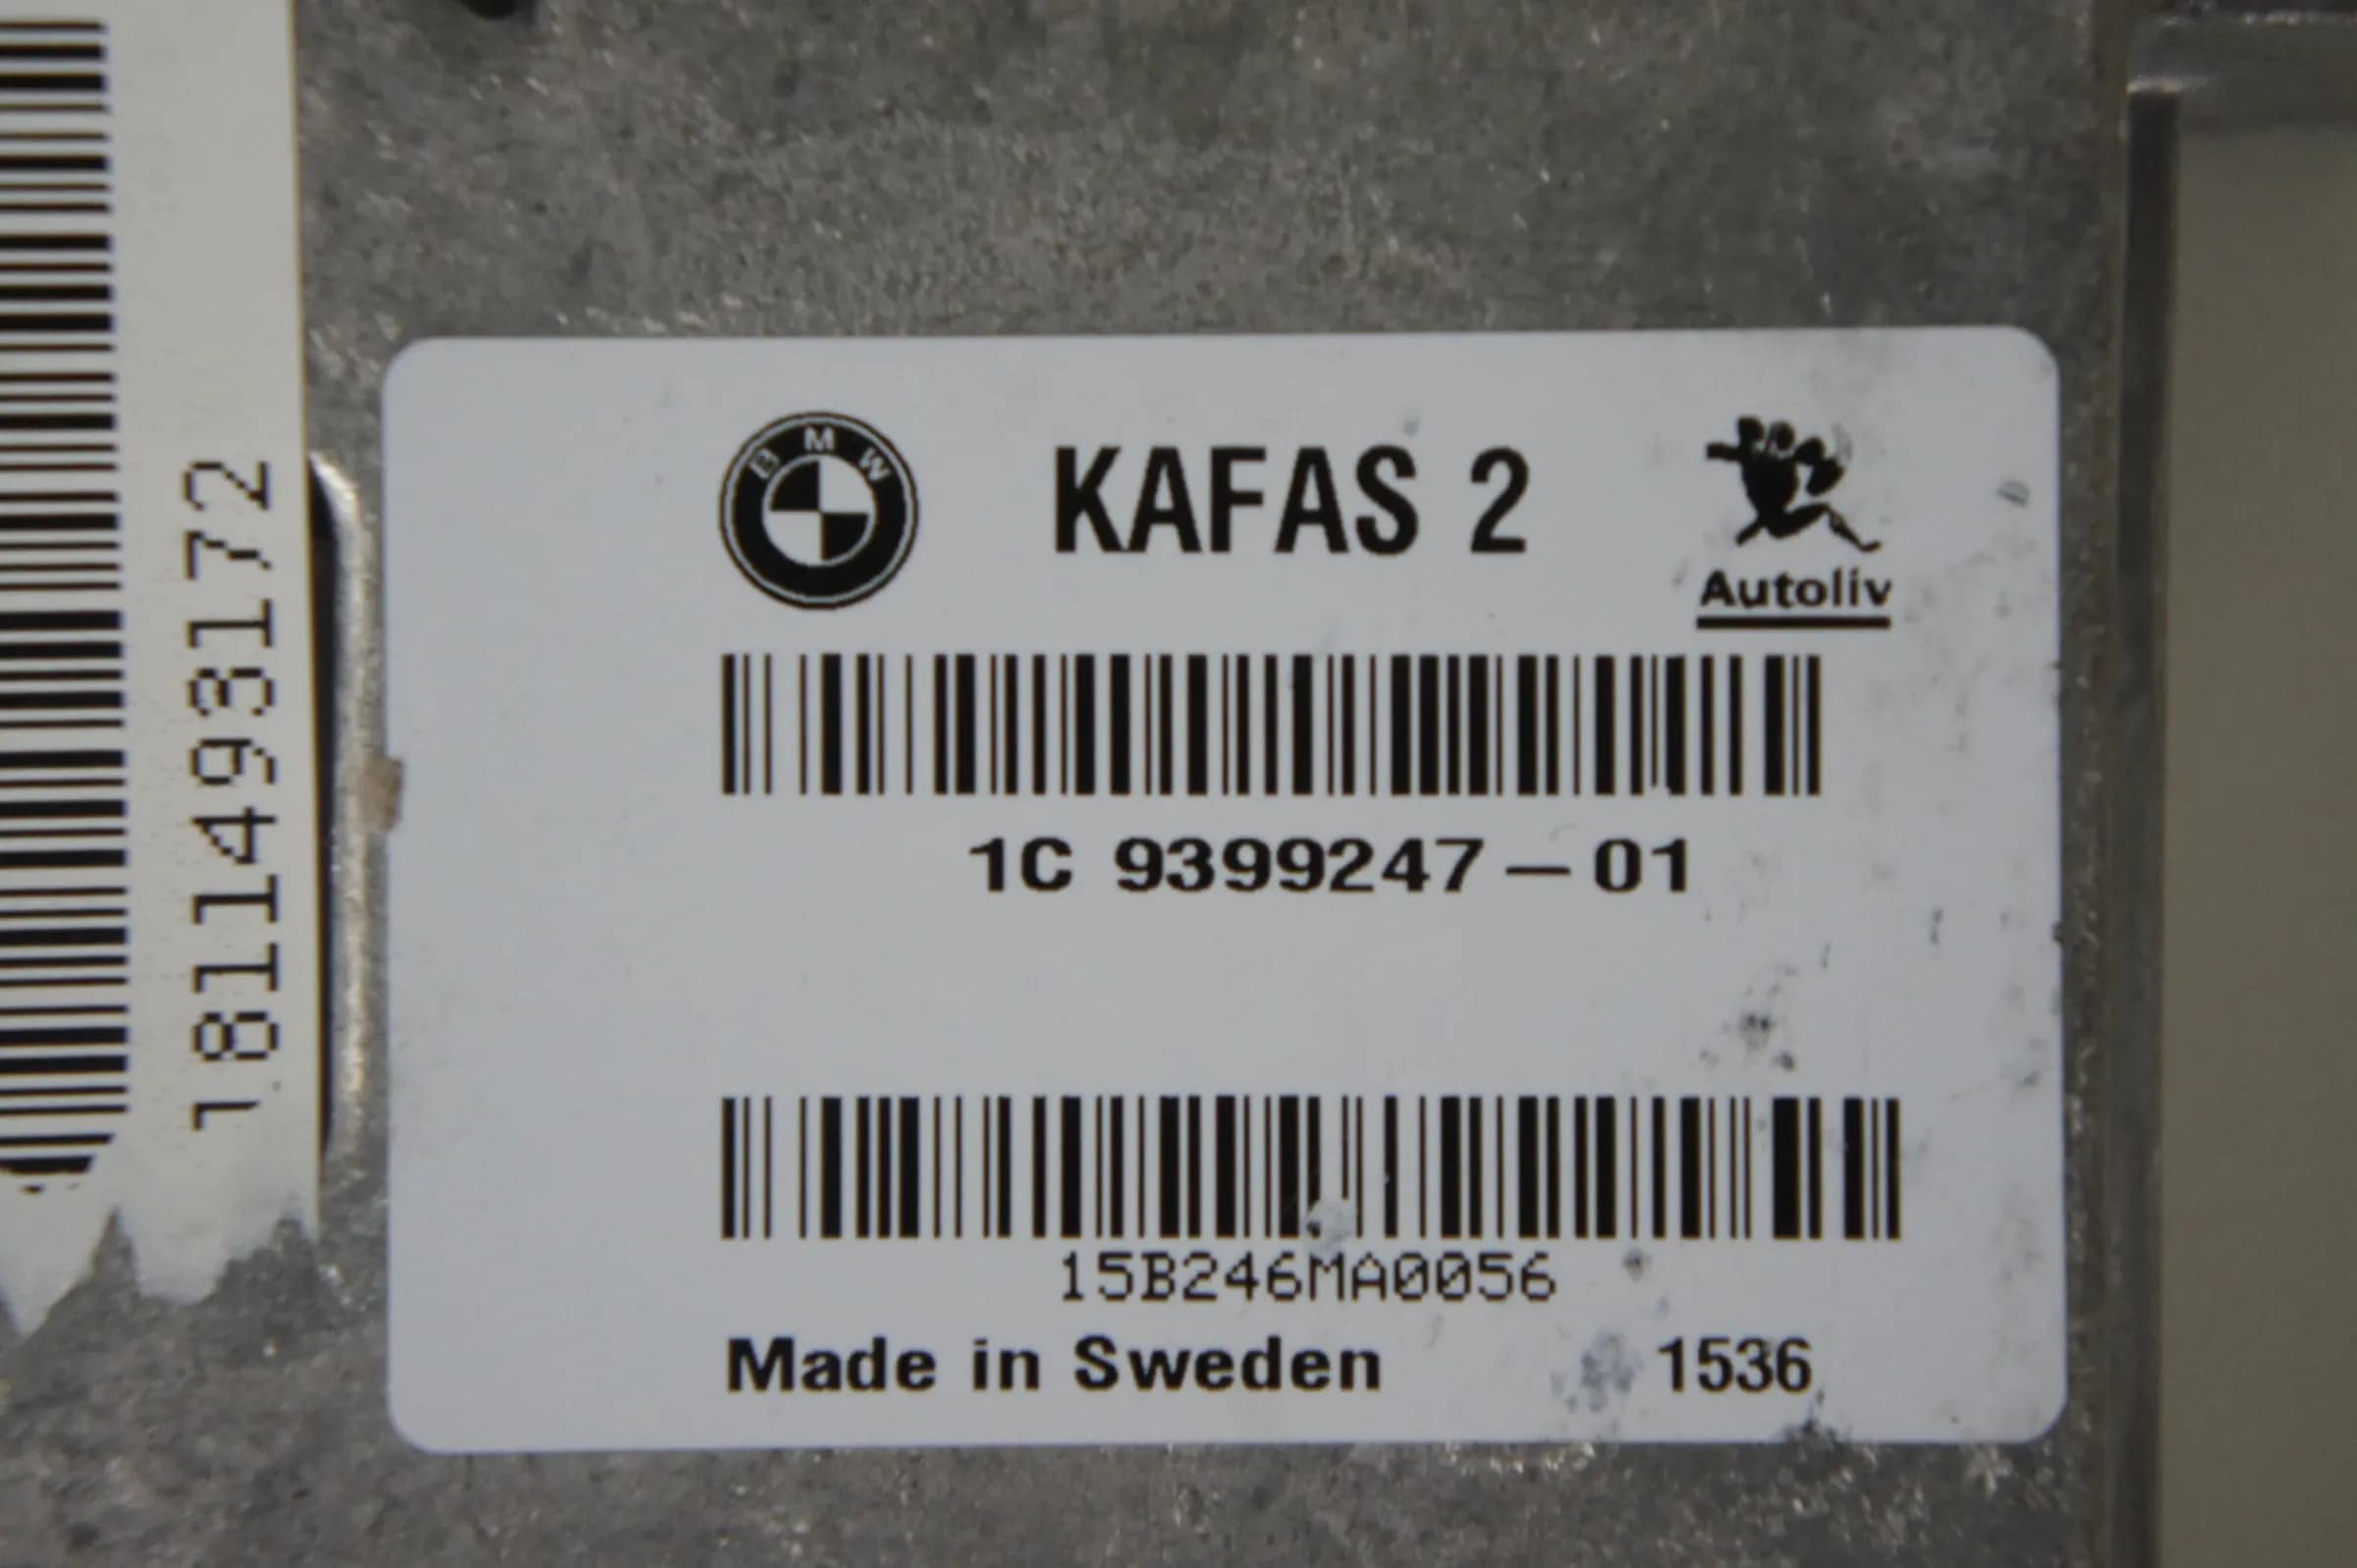 1811493172
BMW
KAFAS 2
Autoliv
1C 9399247-01
15B246MA0056
Made in Sweden 1536